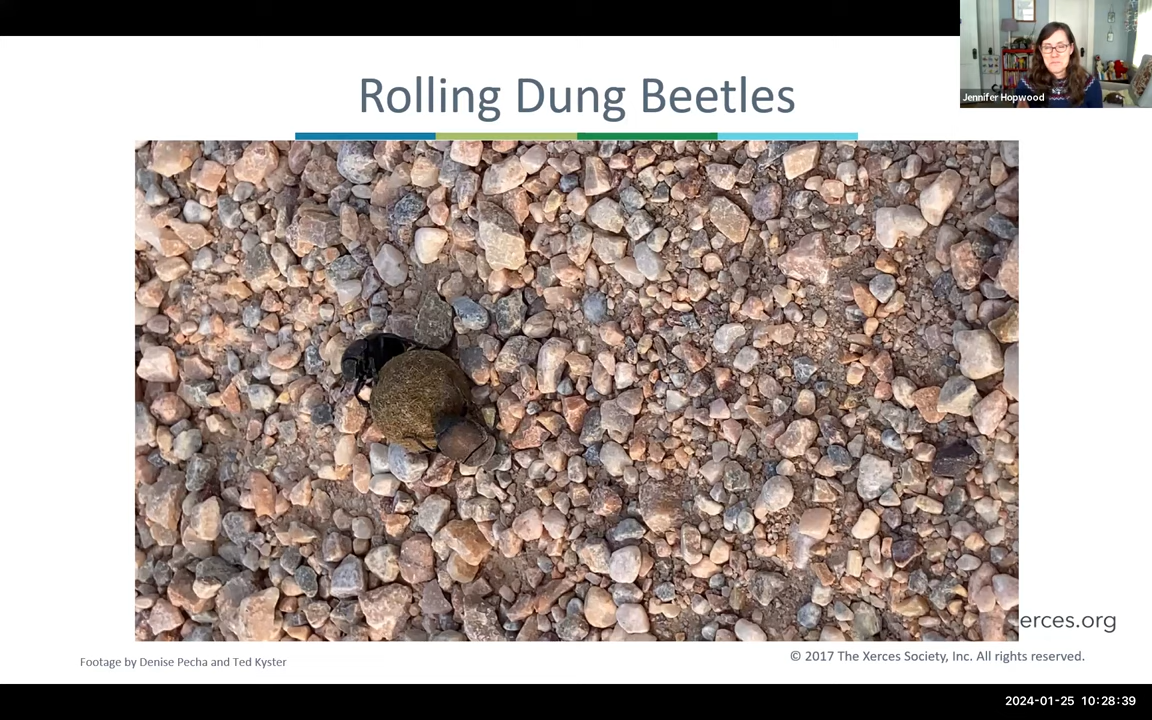 Rolling Dung Beetles
Jennifer Hopwood
erces.org
Footage by Denise Pecha and Ted Kyster
© 2017 The Xerces Society, Inc. All rights reserved.
2024-01-25 10:28:39